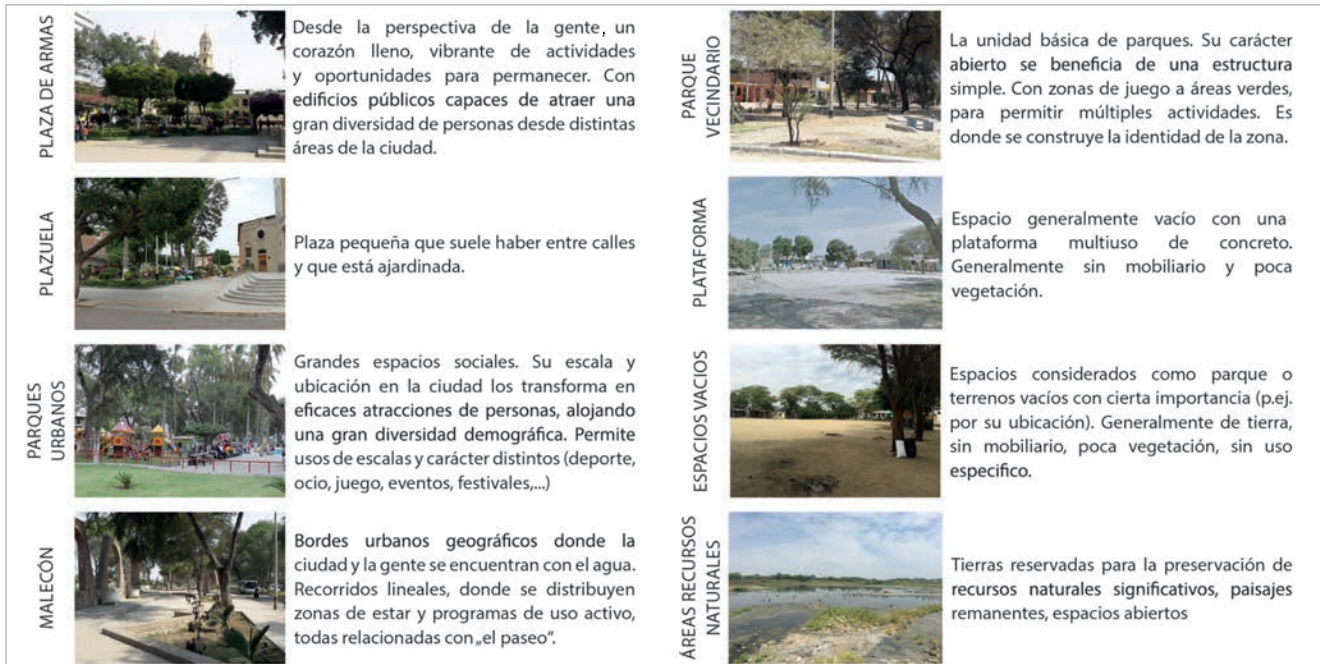 PLAZA DE ARMAS
Desde la perspectiva de la gente, un
corazón lleno, vibrante de actividades
y oportunidades para permanecer. Con
edificios públicos capaces de atraer una
gran diversidad de personas desde distintas
áreas de la ciudad.
PLAZUELA
Plaza pequeña que suele haber entre calles
y que está ajardinada.
PARQUES
URBANOS
Grandes espacios sociales. Su escala y
ubicación en la ciudad los transforma en
eficaces atracciones de personas, alojando
una gran diversidad demográfica. Permite
usos de escalas y carácter distintos (deporte,
ocio, juego, eventos, festivales,...)
MALECÓN
Bordes urbanos geográficos donde la
ciudad y la gente se encuentran con el agua.
Recorridos lineales, donde se distribuyen
zonas de estar y programas de uso activo,
todas relacionadas con „el paseo“.
PARQUE
VECINDARIO
La unidad básica de parques. Su carácter
abierto se beneficia de una estructura
simple. Con zonas de juego a áreas verdes,
para permitir múltiples actividades. Es
donde se construye la identidad de la zona.
PLATAFORMA
Espacio generalmente vacío con una
plataforma multiuso de concreto.
Generalmente sin mobiliario y poca
vegetación.
ESPACIOS VACIOS
Espacios considerados como parque o
terrenos vacíos con cierta importancia (p.ej.
por su ubicación). Generalmente de tierra,
sin mobiliario, poca vegetación, sin uso
especifico.
ÁREAS RECURSOS
NATURALES
Tierras reservadas para la preservación de
recursos naturales significativos, paisajes
remanentes, espacios abiertos